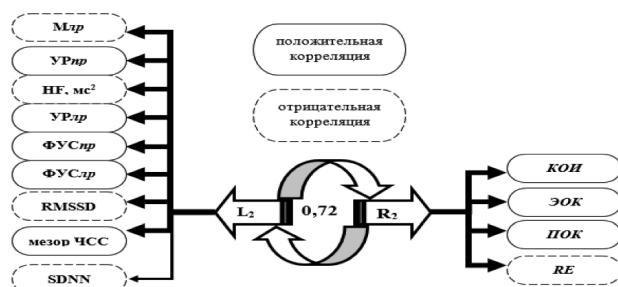 Млр
УРпр
HF, мс²
УРлр
ФУСпр
ФУСлр
RMSSD
мезор ЧСС
SDNN
положительная
корреляция
отрицательная
корреляция
L₂
0,72
R₂
КОИ
ЭОК
ПОК
RE